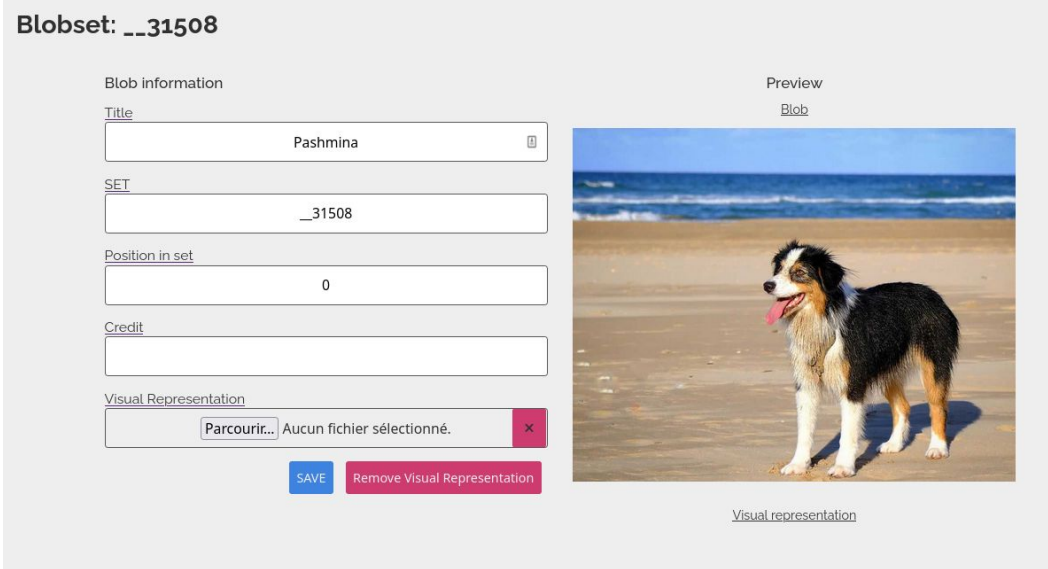 Blobset: __31508
Blob information
Title
Pashmina
SET
__31508
Position in set
0
Credit
Visual Representation
Parcourir... Aucun fichier sélectionné. ×
SAVE Remove Visual Representation
Preview
Blob
Visual representation